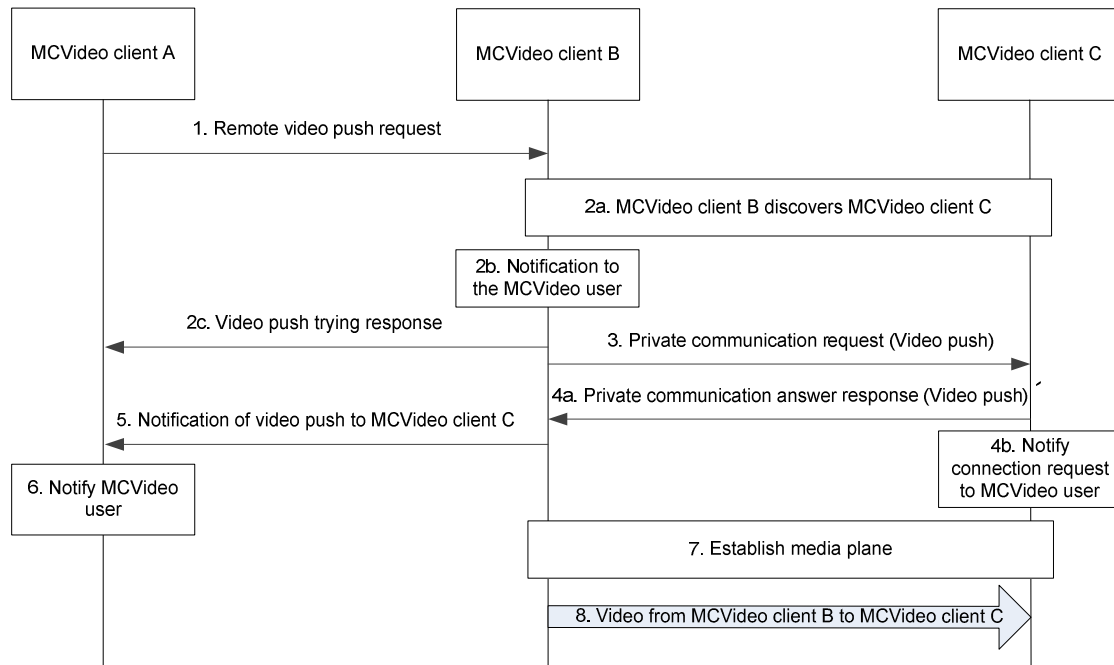 MCVideo client A
MCVideo client B
MCVideo client C
1. Remote video push request
2a. MCVideo client B discovers MCVideo client C
2b. Notification to
the MCVideo user
2c. Video push trying response
3. Private communication request (Video push)
4a. Private communication answer response (Video push)
5. Notification of video push to MCVideo client C
4b. Notify
connection request
to MCVideo user
6. Notify MCVideo
user
7. Establish media plane
8. Video from MCVideo client B to MCVideo client C